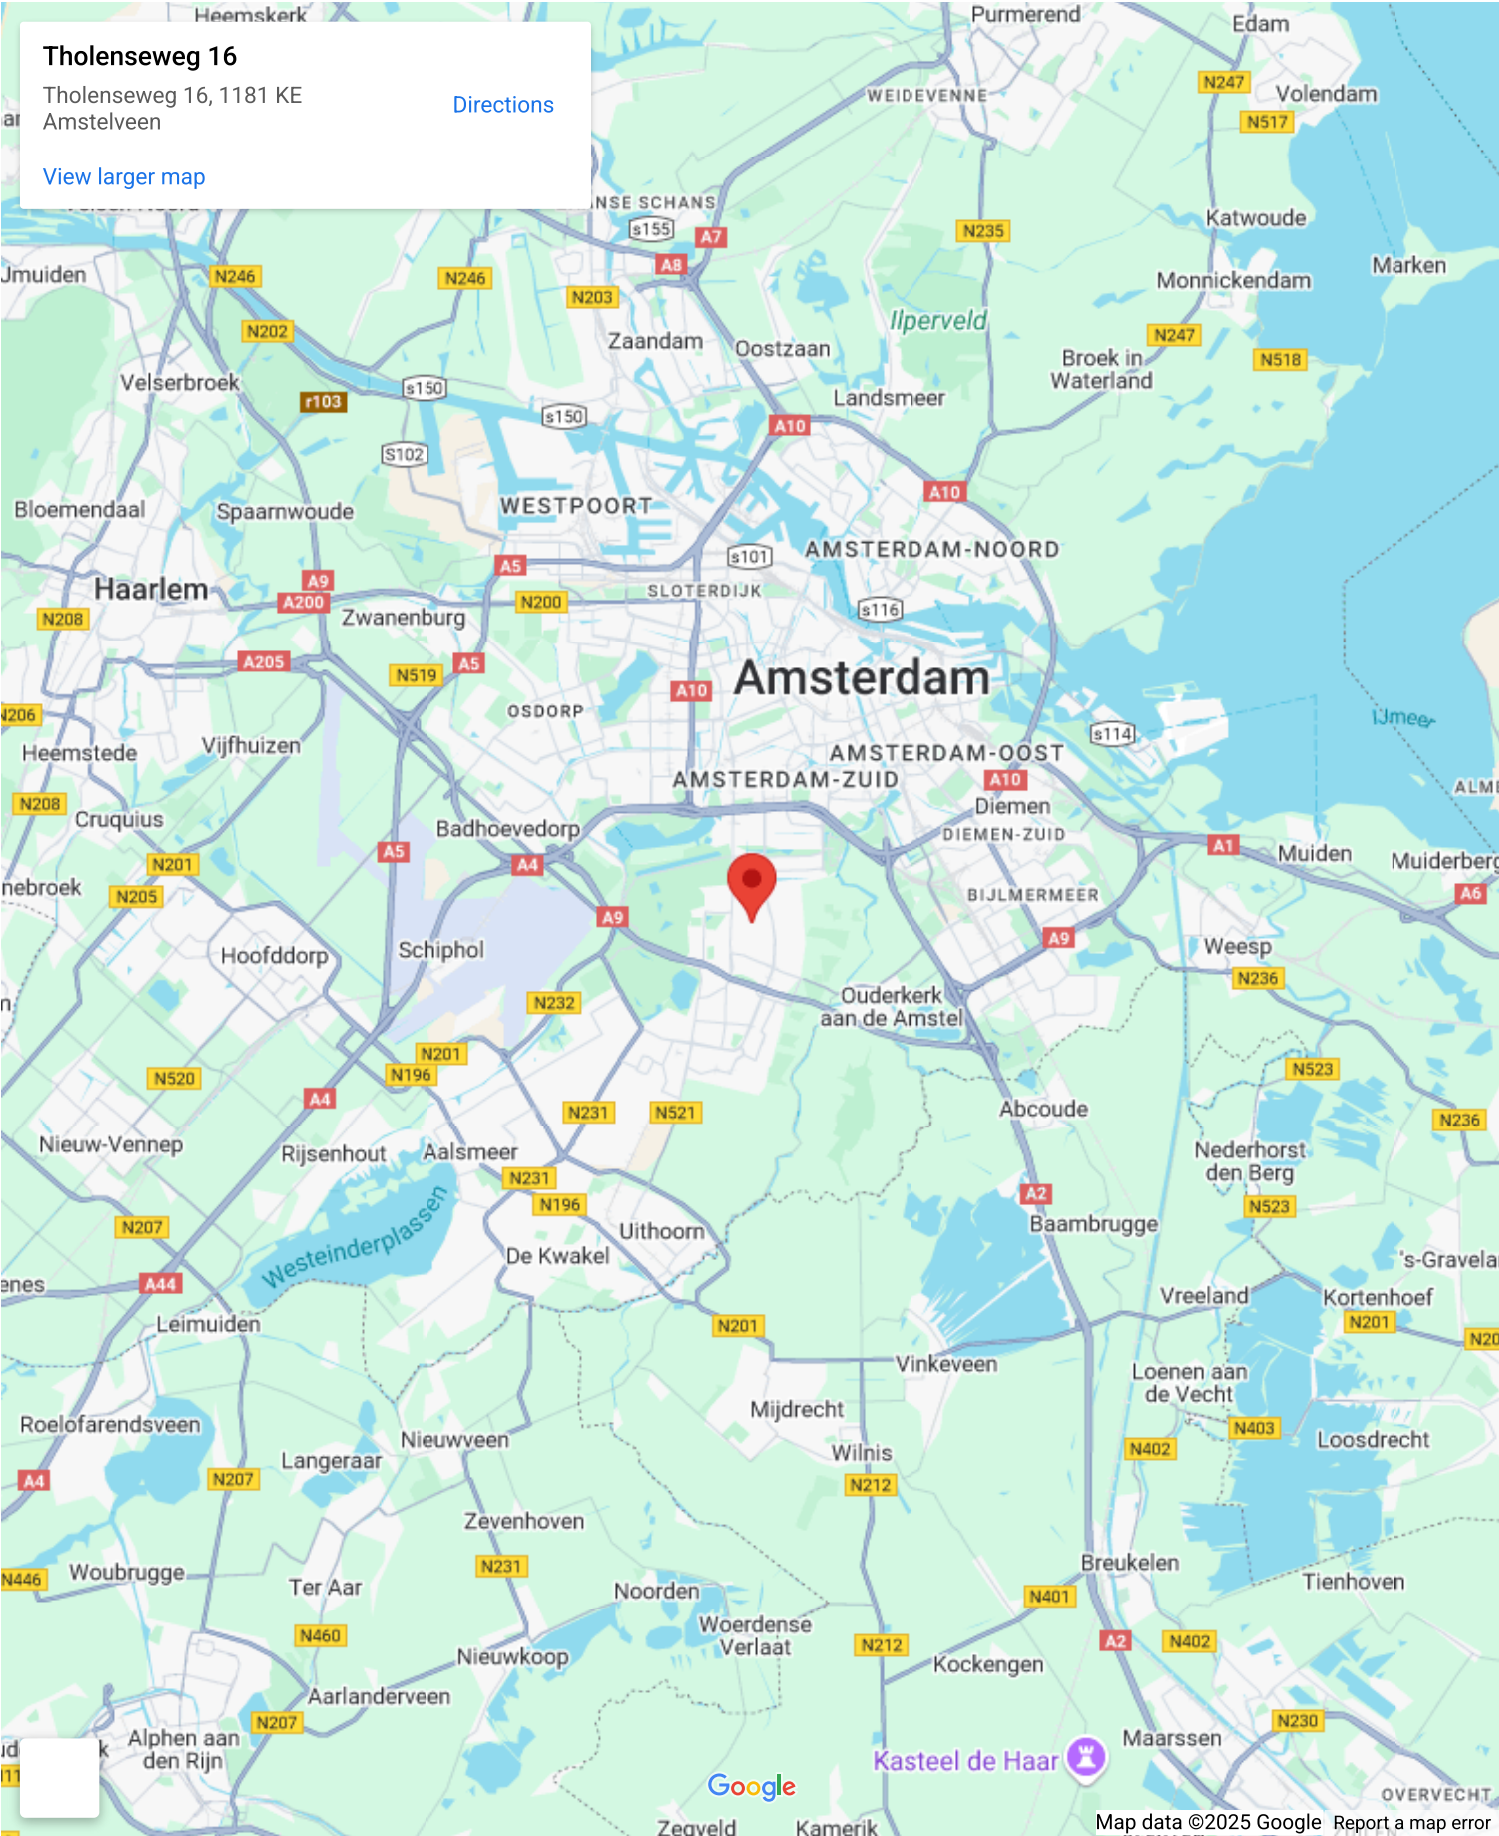 Heemskerk
Purmerend
Edam
Tholenseweg 16
Tholenseweg 16, 1181 KE
Amstelveen
Directions
View larger map
N247
WEIDEVENNE
Volendam
N517
NSE SCHANS
s155
A7
N235
Katwoude
A8
Marken
JMuiden
N246
N246
N203
Monnickendam
Ilperveld
N202
Zaandam
Oostzaan
N247
Broek in
Waterland
N518
Velserbroek
s150
r103
s150
Landsmeer
A10
S102
A10
Bloemendaal
Spaarnwoude
WESTPOORT
AMSTERDAM-NOORD
s101
A5
A9
Haarlem
A200
N200
SLOTERDIJK
s116
N208
Zwanenburg
A205
A5
N519
A10
Amsterdam
OSDORP
N206
IJmeer
s114
Heemstede
Vijfhuizen
AMSTERDAM-OOST
AMSTERDAM-ZUID
A10
ALME
N208
Cruquius
Diemen
DIEMEN-ZUID
Badhoevedorp
A5
A4
A1
Muiden
Muiderberg
N201
nebroek
N205
BIJLMERMEER
A6
A9
A9
Weesp
Hoofddorp
Schiphol
N236
N232
Ouderkerk
aan de Amstel
N201
N196
N520
N523
A4
N231
N521
Abcoude
N236
Nieuw-Vennep
Rijsenhout
Aalsmeer
Nederhorst
den Berg
N231
A2
N196
N523
Westeinderplassen
N207
Uithoorn
Baambrugge
De Kwakel
's-Gravela
enes
A44
Vreeland
Kortenhoef
Leimuiden
N201
N201
N20
Vinkeveen
Loenen aan
de Vecht
Mijdrecht
Roelofarendsveen
Nieuwveen
N403
Loosdrecht
Langeraar
Wilnis
N402
A4
N207
N212
Zevenhoven
Woubrugge
N446
Ter Aar
N231
Noorden
Breukelen
Tienhoven
N401
N460
Woerdense
Verlaat
N212
A2
N402
Nieuwkoop
Kockengen
Aarlanderveen
N207
N230
Alphen aan
den Rijn
Maarssen
Kasteel de Haar
Google
OVERVECHT
Zegveld
Kamerik
Map data ©2025 Google
Report a map error